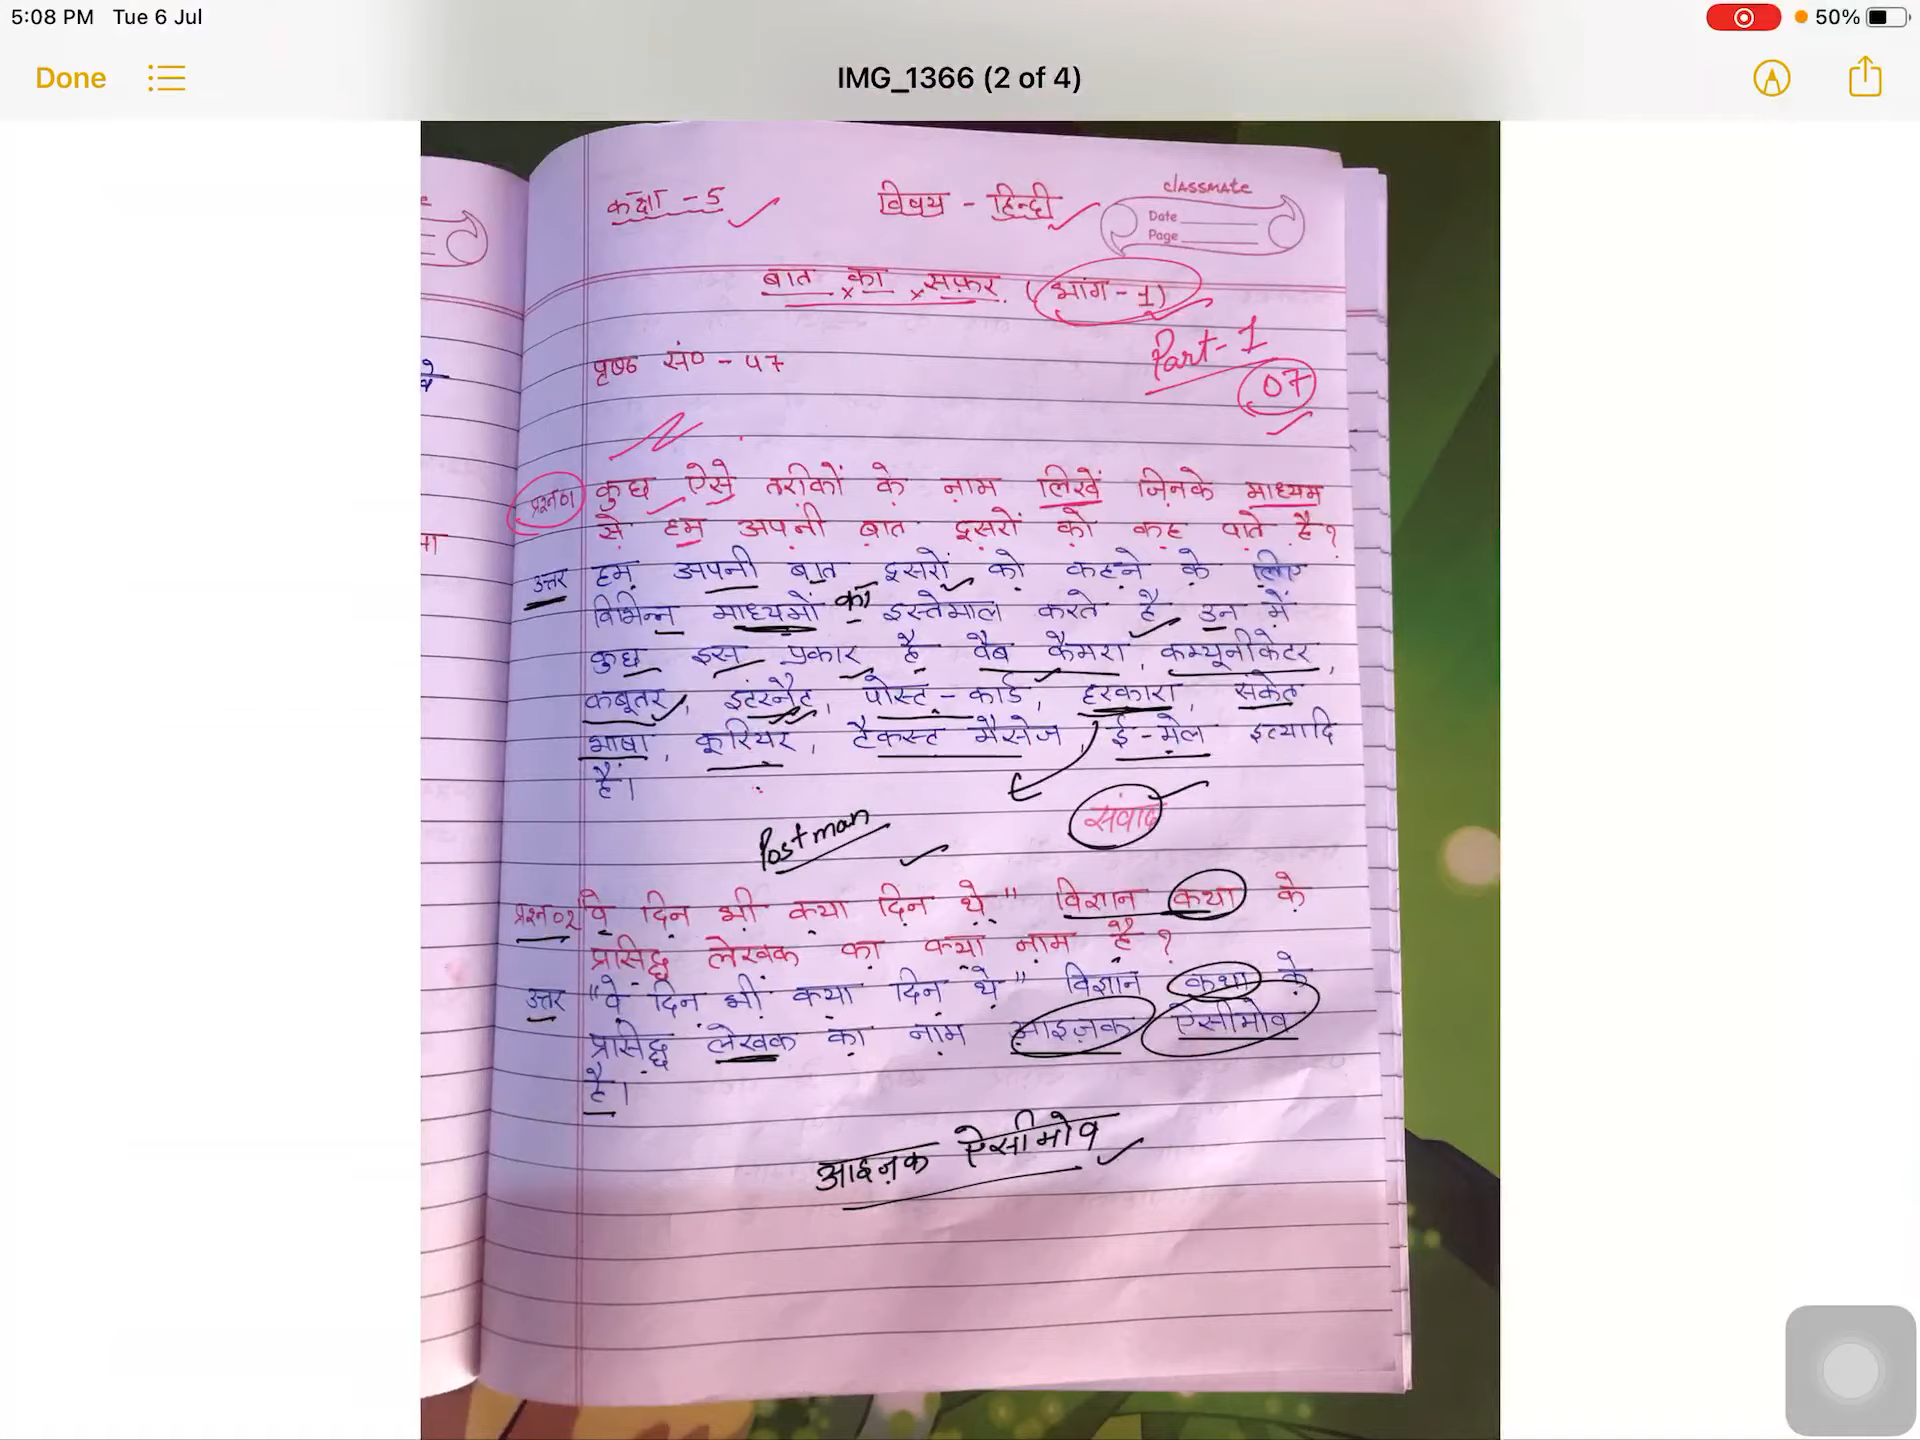 5:08 PM Tue 6 Jul
50%
Done
IMG_1366 (2 of 4)
classmate
कक्षा - 5 विषय - हिन्दी
Date
Page
बात का सफ़र (भाग - 1)
Part-1
पृष्ठ सं० - 47
07
प्रश्न01 कुछ ऐसे तरीकों के नाम लिखें जिनके माध्यम
से हम अपनी बात दूसरों को कह पाते है?
उत्तर हम अपनी बात दूसरों को कहने के लिए
विभिन्न माध्यमों का इस्तेमाल करते है उन में
कुछ इस प्रकार है वैब कैमरा, कम्यूनीकेटर,
कबूतर, इंटरनैट, पोस्ट-कार्ड, हरकारा, संकेत
भाषा, कूरियर, टैकस्ट मैसेज, ई-मेल इत्यादि
हैं।
संवाद
Postman
प्रश्न02 "वे दिन भी क्या दिन थे" विज्ञान कथा के
प्रसिद्ध लेखक का क्या नाम है?
उत्तर "वे दिन भी क्या दिन थे" विज्ञान कथा के
प्रसिद्ध लेखक का नाम आइज़क ऐसीमोव
है।
आइज़क ऐसीमोव